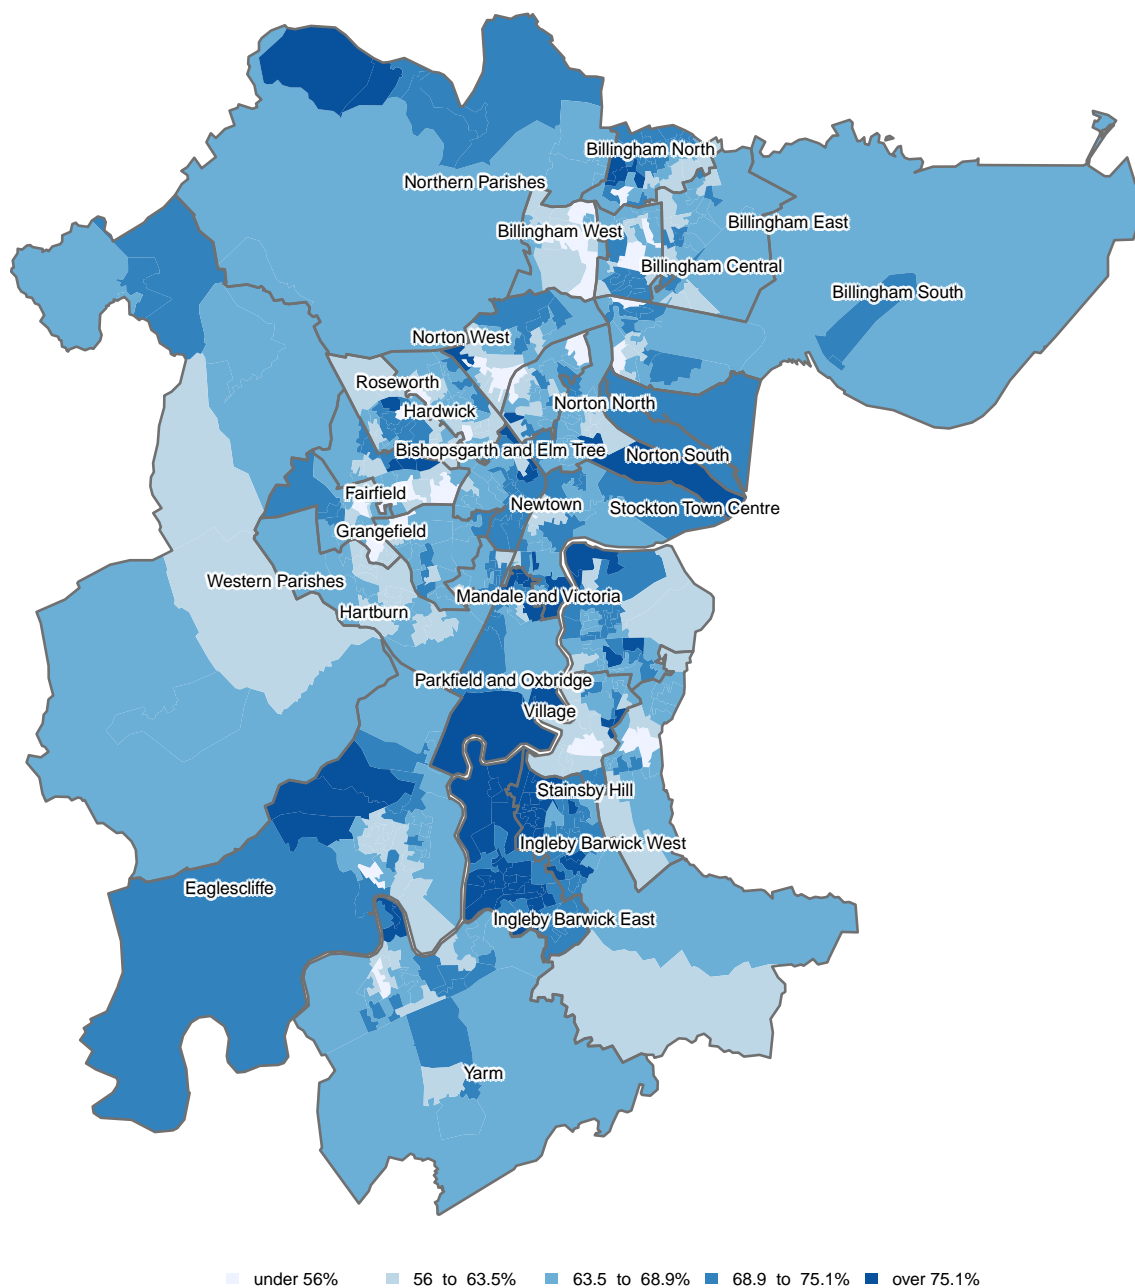 Billingham North
Northern Parishes
Billingham East
Billingham West
Billingham Central
Billingham South
Norton West
Roseworth
Hardwick
Norton North
Bishopsgarth and Elm Tree
Norton South
Fairfield
Newtown
Stockton Town Centre
Grangefield
Western Parishes
Mandale and Victoria
Hartburn
Parkfield and Oxbridge
Village
Stainsby Hill
Ingleby Barwick West
Eaglescliffe
Ingleby Barwick East
Yarm
under 56% 56 to 63.5% 63.5 to 68.9% 68.9 to 75.1% over 75.1%